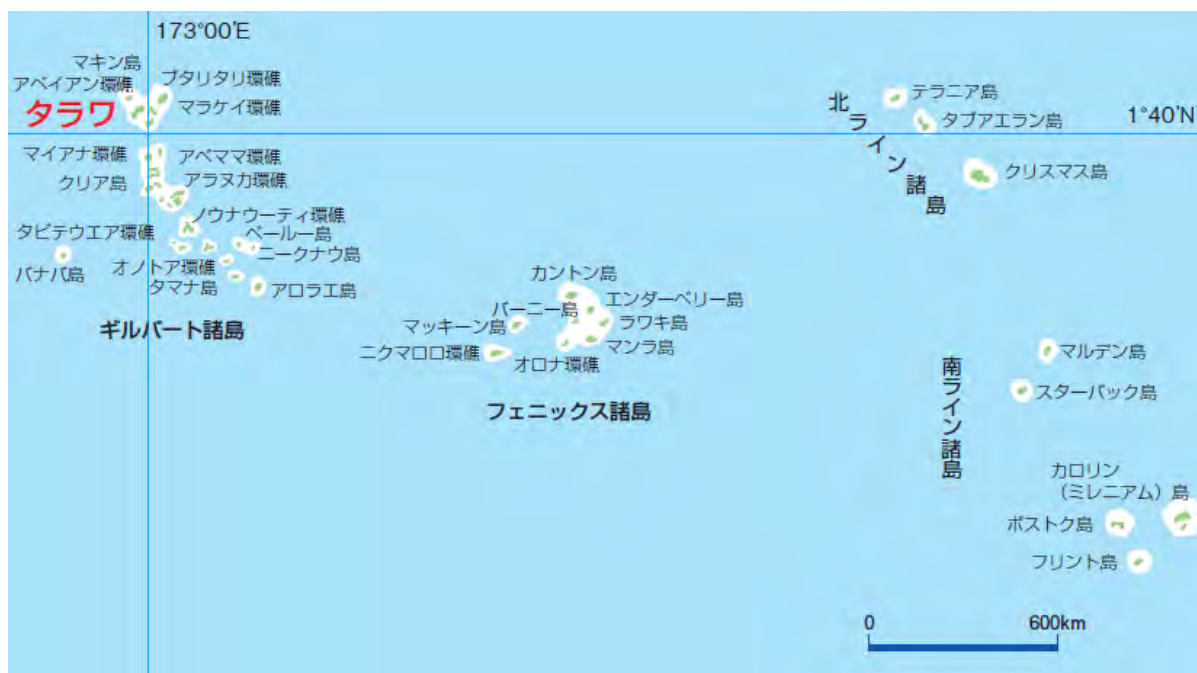 173°00'E
マキン島
ブタリタリ環礁
アベイアン環礁
タラワ
マラケイ環礁
マイアナ環礁
アベママ環礁
クリア島
アラヌカ環礁
ノウナウーティ環礁
タビテウエア環礁
ベールー島
ニークナウ島
バナバ島
オノトア環礁
タマナ島
アロラエ島
ギルバート諸島
カントン島
エンダーベリー島
バーニー島
マッキーン島
ラワキ島
マンラ島
ニクマロロ環礁
オロナ環礁
フェニックス諸島
北ライン諸島
テラニア島
タブアエラン島
1°40'N
クリスマス島
南ライン諸島
マルデン島
スターバック島
カロリン
(ミレニアム)島
ボストク島
フリント島
0
600km